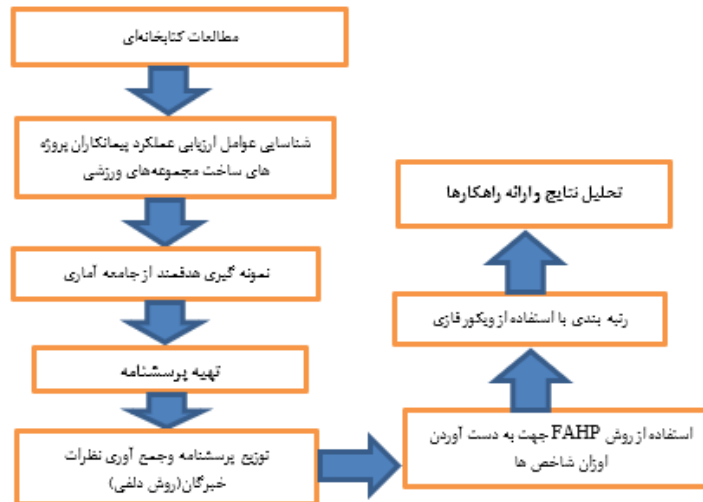 مطالعات کتابخانه‌ای
شناسایی عوامل ارزیابی عملکرد پیمانکاران پروژه
های ساخت مجموعه‌های ورزشی
نمونه گیری هدفمند از جامعه آماری
تهیه پرسشنامه
توزیع پرسشنامه وجمع آوری نظرات
خبرگان(روش دلفی)
استفاده از روش FAHP جهت به دست آوردن
اوزان شاخص ها
رتبه بندی با استفاده از ویکور فازی
تحلیل نتایج و ارائه راهکارها